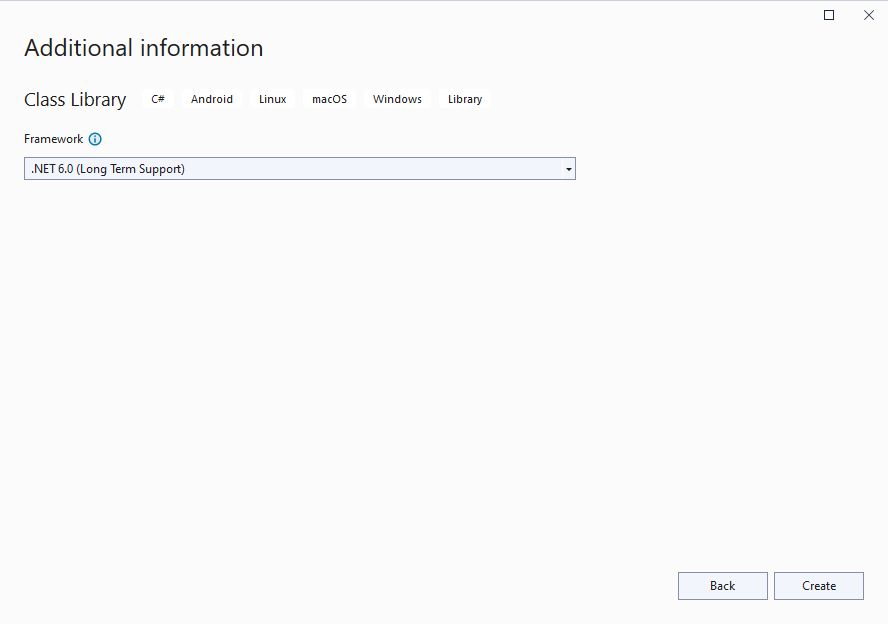 Additional information
Class Library C# Android Linux macOS Windows Library
Framework
.NET 6.0 (Long Term Support)
Back Create